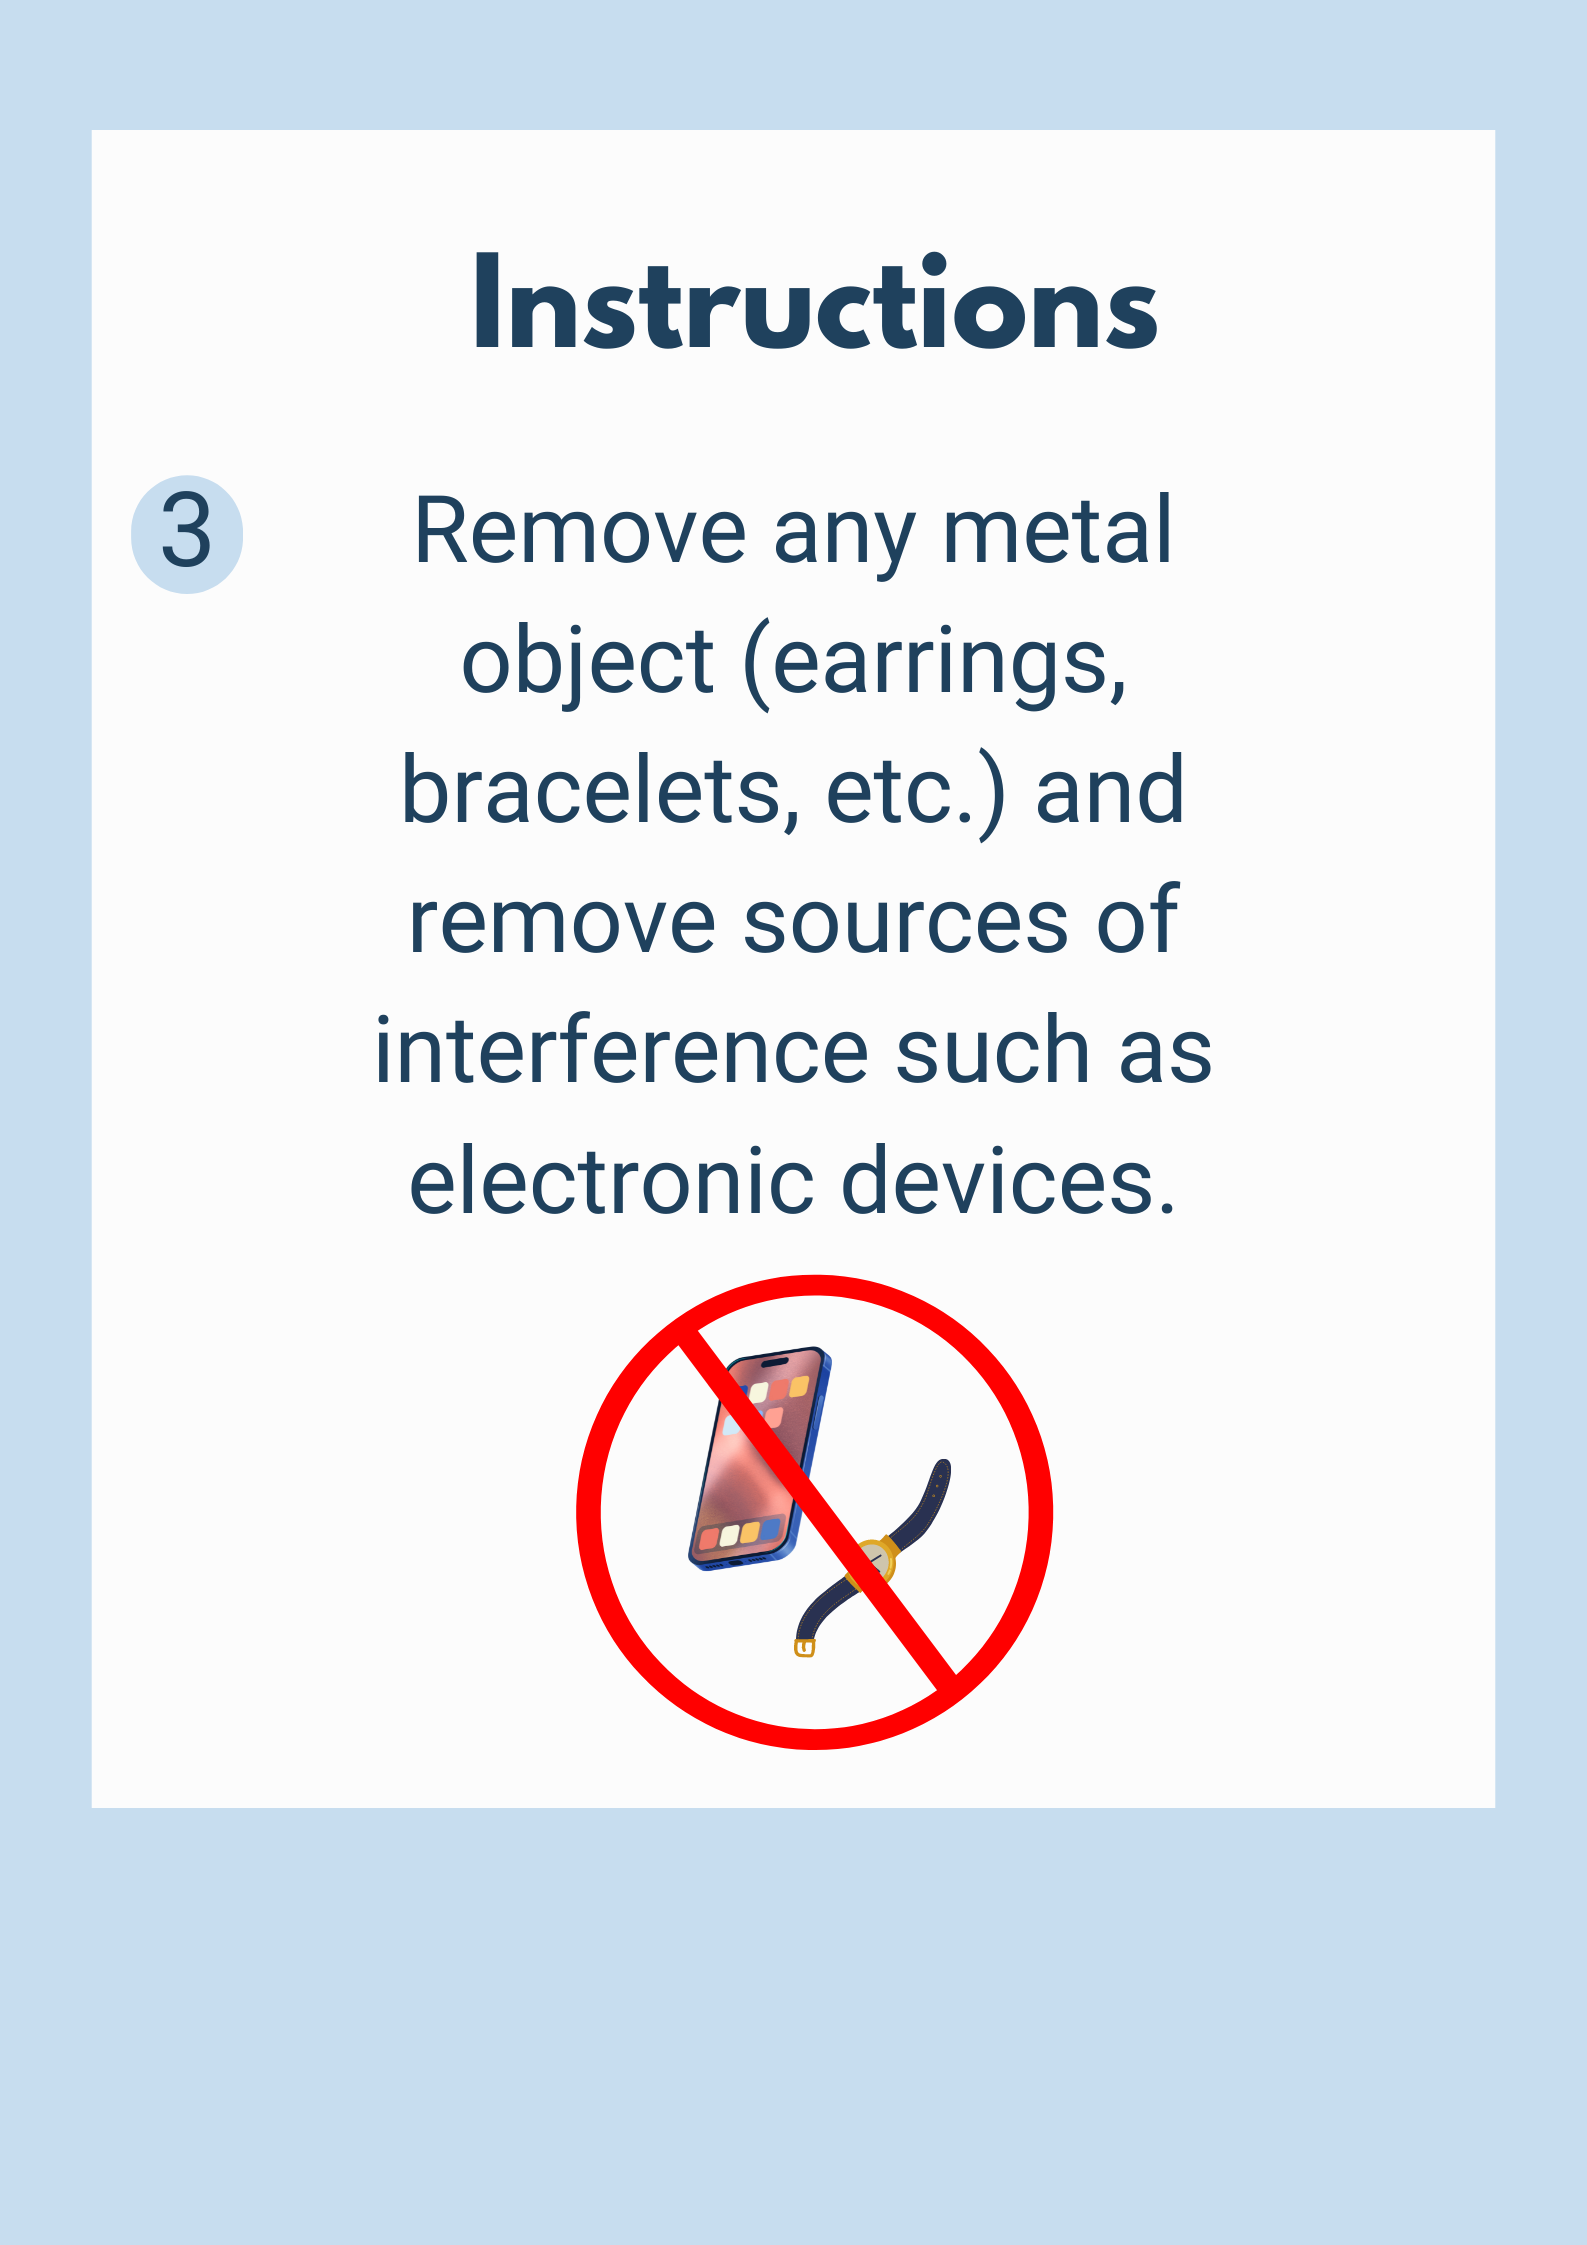 Instructions
3
Remove any metal
object (earrings,
bracelets, etc.) and
remove sources of
interference such as
electronic devices.